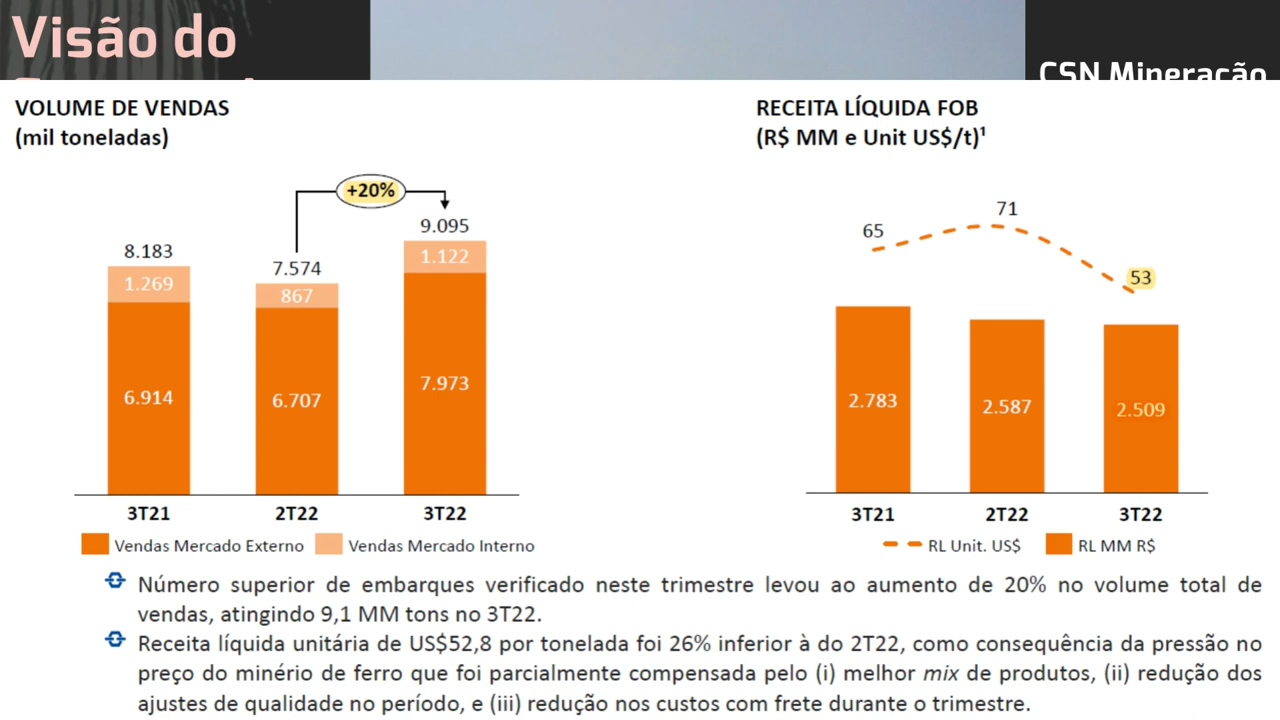 Visão do
CSN Mineração
VOLUME DE VENDAS
(mil toneladas)
+20%
8.183
7.574
9.095
1.269
867
1.122
6.914
6.707
7.973
3T21
2T22
3T22
Vendas Mercado Externo
Vendas Mercado Interno
RECEITA LÍQUIDA FOB
(R$ MM e Unit US$/t)¹
65
71
53
2.783
2.587
2.509
3T21
2T22
3T22
RL Unit. US$
RL MM R$
Número superior de embarques verificado neste trimestre levou ao aumento de 20% no volume total de
vendas, atingindo 9,1 MM tons no 3T22.
Receita líquida unitária de US$52,8 por tonelada foi 26% inferior à do 2T22, como consequência da pressão no
preço do minério de ferro que foi parcialmente compensada pelo (i) melhor mix de produtos, (ii) redução dos
ajustes de qualidade no período, e (iii) redução nos custos com frete durante o trimestre.